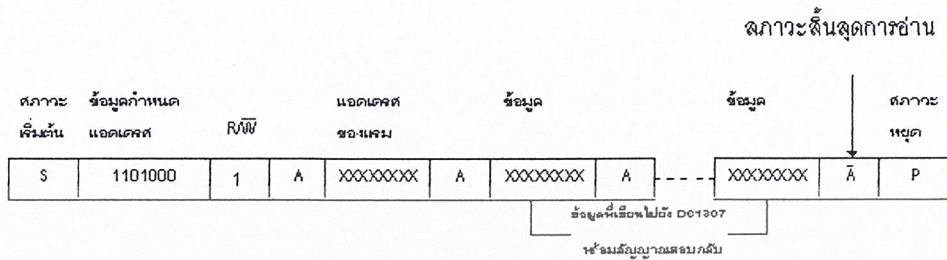 สภาวะสิ้นสุดการอ่าน
สภาวะ ข้อมูลกำหนด แอดเดรส ข้อมูล ข้อมูล สภาวะ
เริ่มต้น แอดเดรส R/W̅ ของแรม หยุด
S 1101000 1 A XXXXXXXX A XXXXXXXX A XXXXXXXX A̅ P
ข้อมูลที่เขียนไปยัง DS1307
พร้อมสัญญาณตอบกลับ